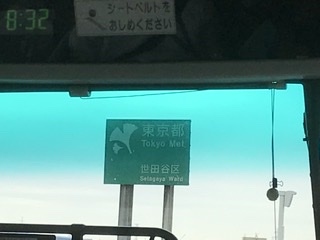 8:32
シートベルトを
おしめください
東京都
Tokyo Met.
世田谷区
Setagaya Ward